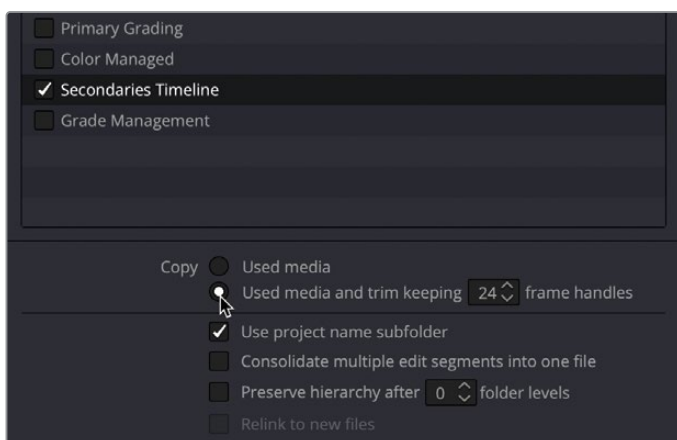 Primary Grading
Color Managed
Secondaries Timeline
Grade Management
Copy Used media
Used media and trim keeping 24 frame handles
Use project name subfolder
Consolidate multiple edit segments into one file
Preserve hierarchy after 0 folder levels
Relink to new files